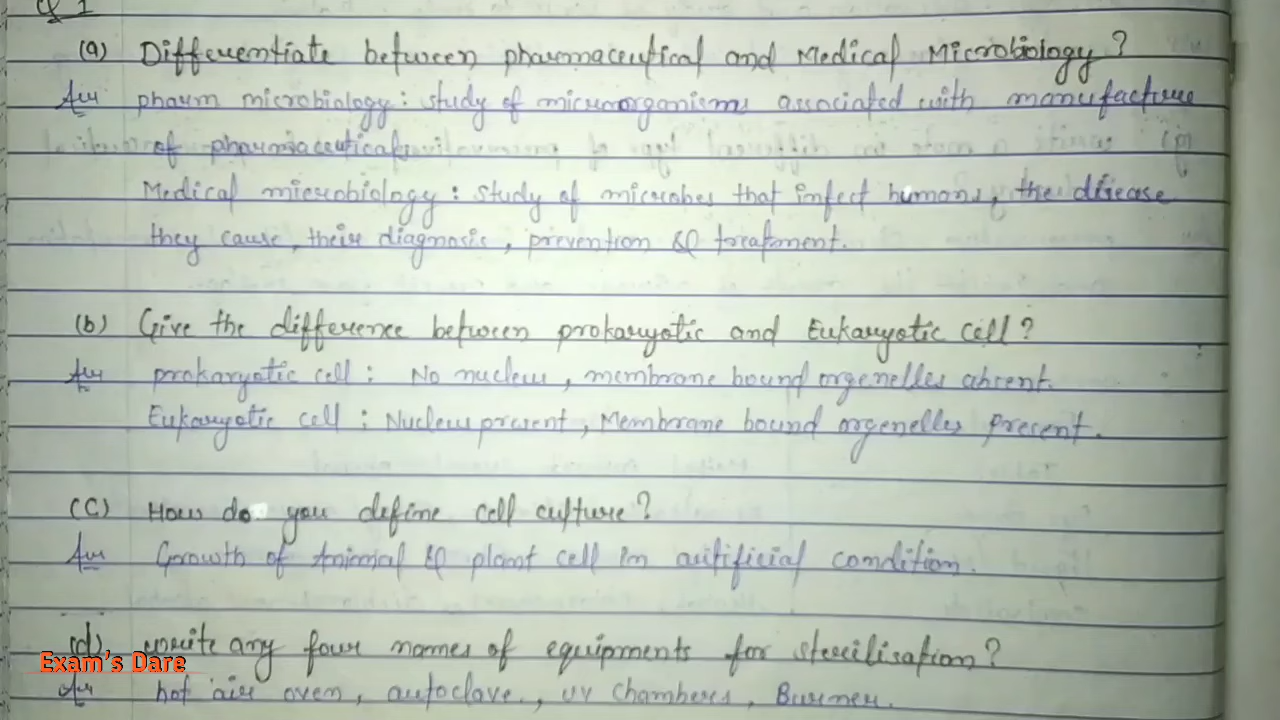 Q 1
(a) Differentiate between pharmaceutical and Medical Microbiology?
Ans pharm microbiology: study of microorganisms associated with manufacture
of pharmaceuticals.
Medical microbiology: study of microbes that infect humans, the disease
they cause, their diagnosis, prevention & treatment.
(b) Give the difference between prokaryotic and Eukaryotic cell?
Ans prokaryotic cell: No nucleus, membrane bound orgenelles absent.
Eukaryotic cell: Nucleus present, Membrane bound orgenelles present.
(C) How do you define cell culture?
Ans Growth of Animal & plant cell in artificial condition.
(d) write any four names of equipments for sterilisation?
Exam's Dare
Ans hot air oven, autoclave, UV chambers, Burner.